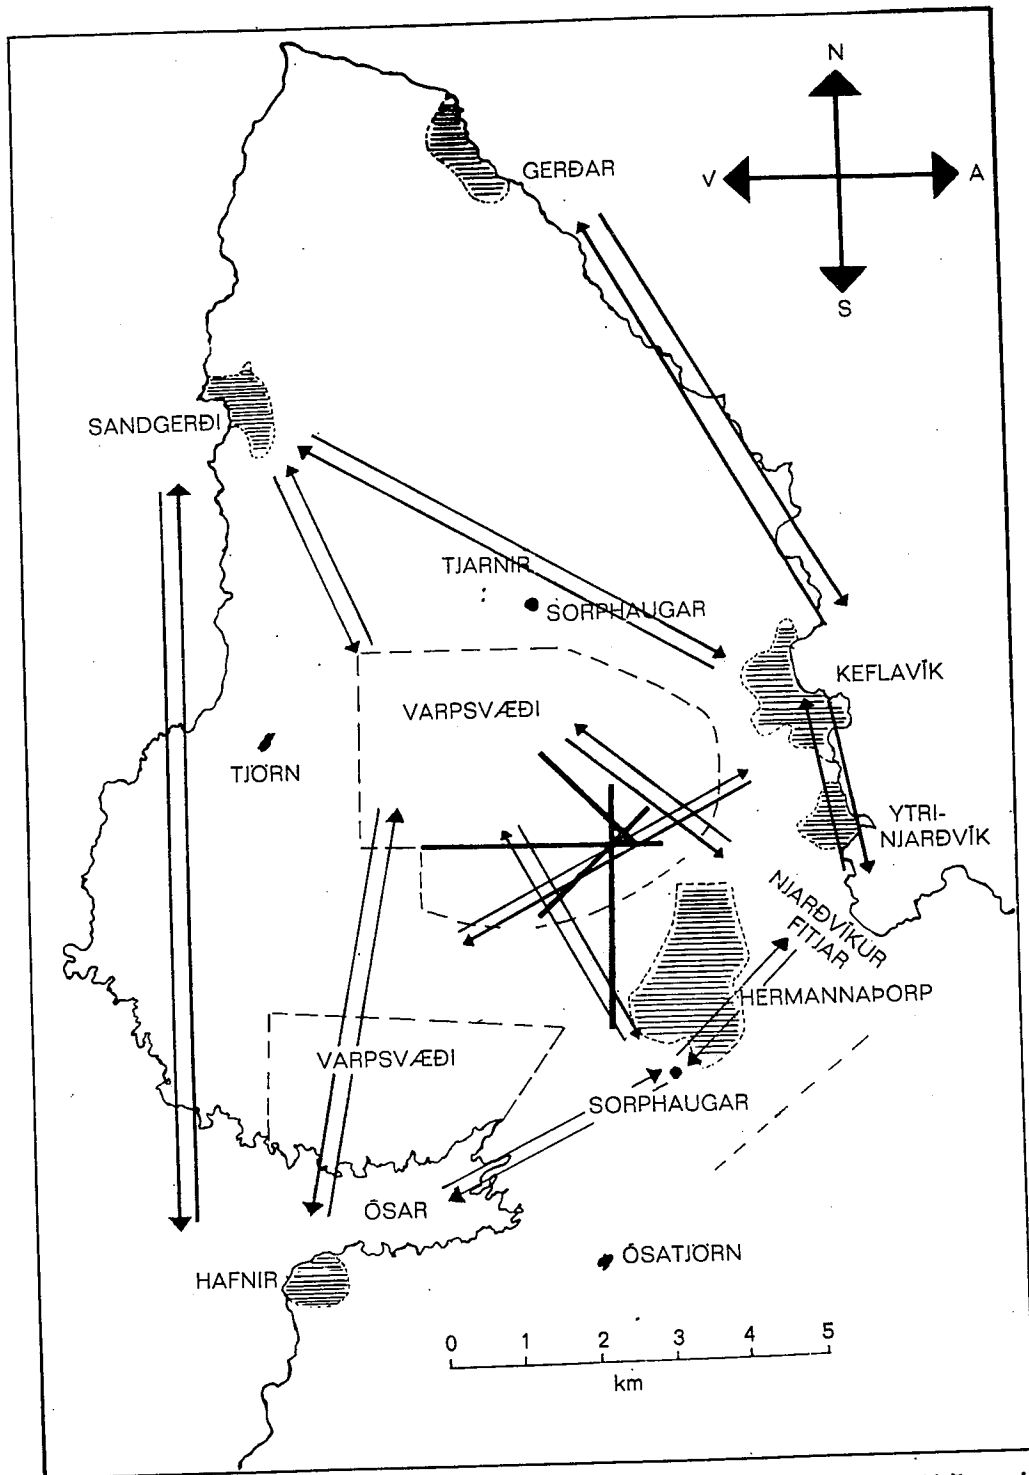 N
GERÐAR
V
A
S
SANDGERÐI
TJARNIR
SORPHAUGAR
KEFLAVÍK
VARPSVÆÐI
TJÖRN
YTRI-
NJARÐVÍK
NJARÐVÍKUR
FITJAR
HERMANNAÞORP
VARPSVÆÐI
SORPHAUGAR
ÓSAR
ÓSATJÖRN
HAFNIR
0 1 2 3 4 5
km